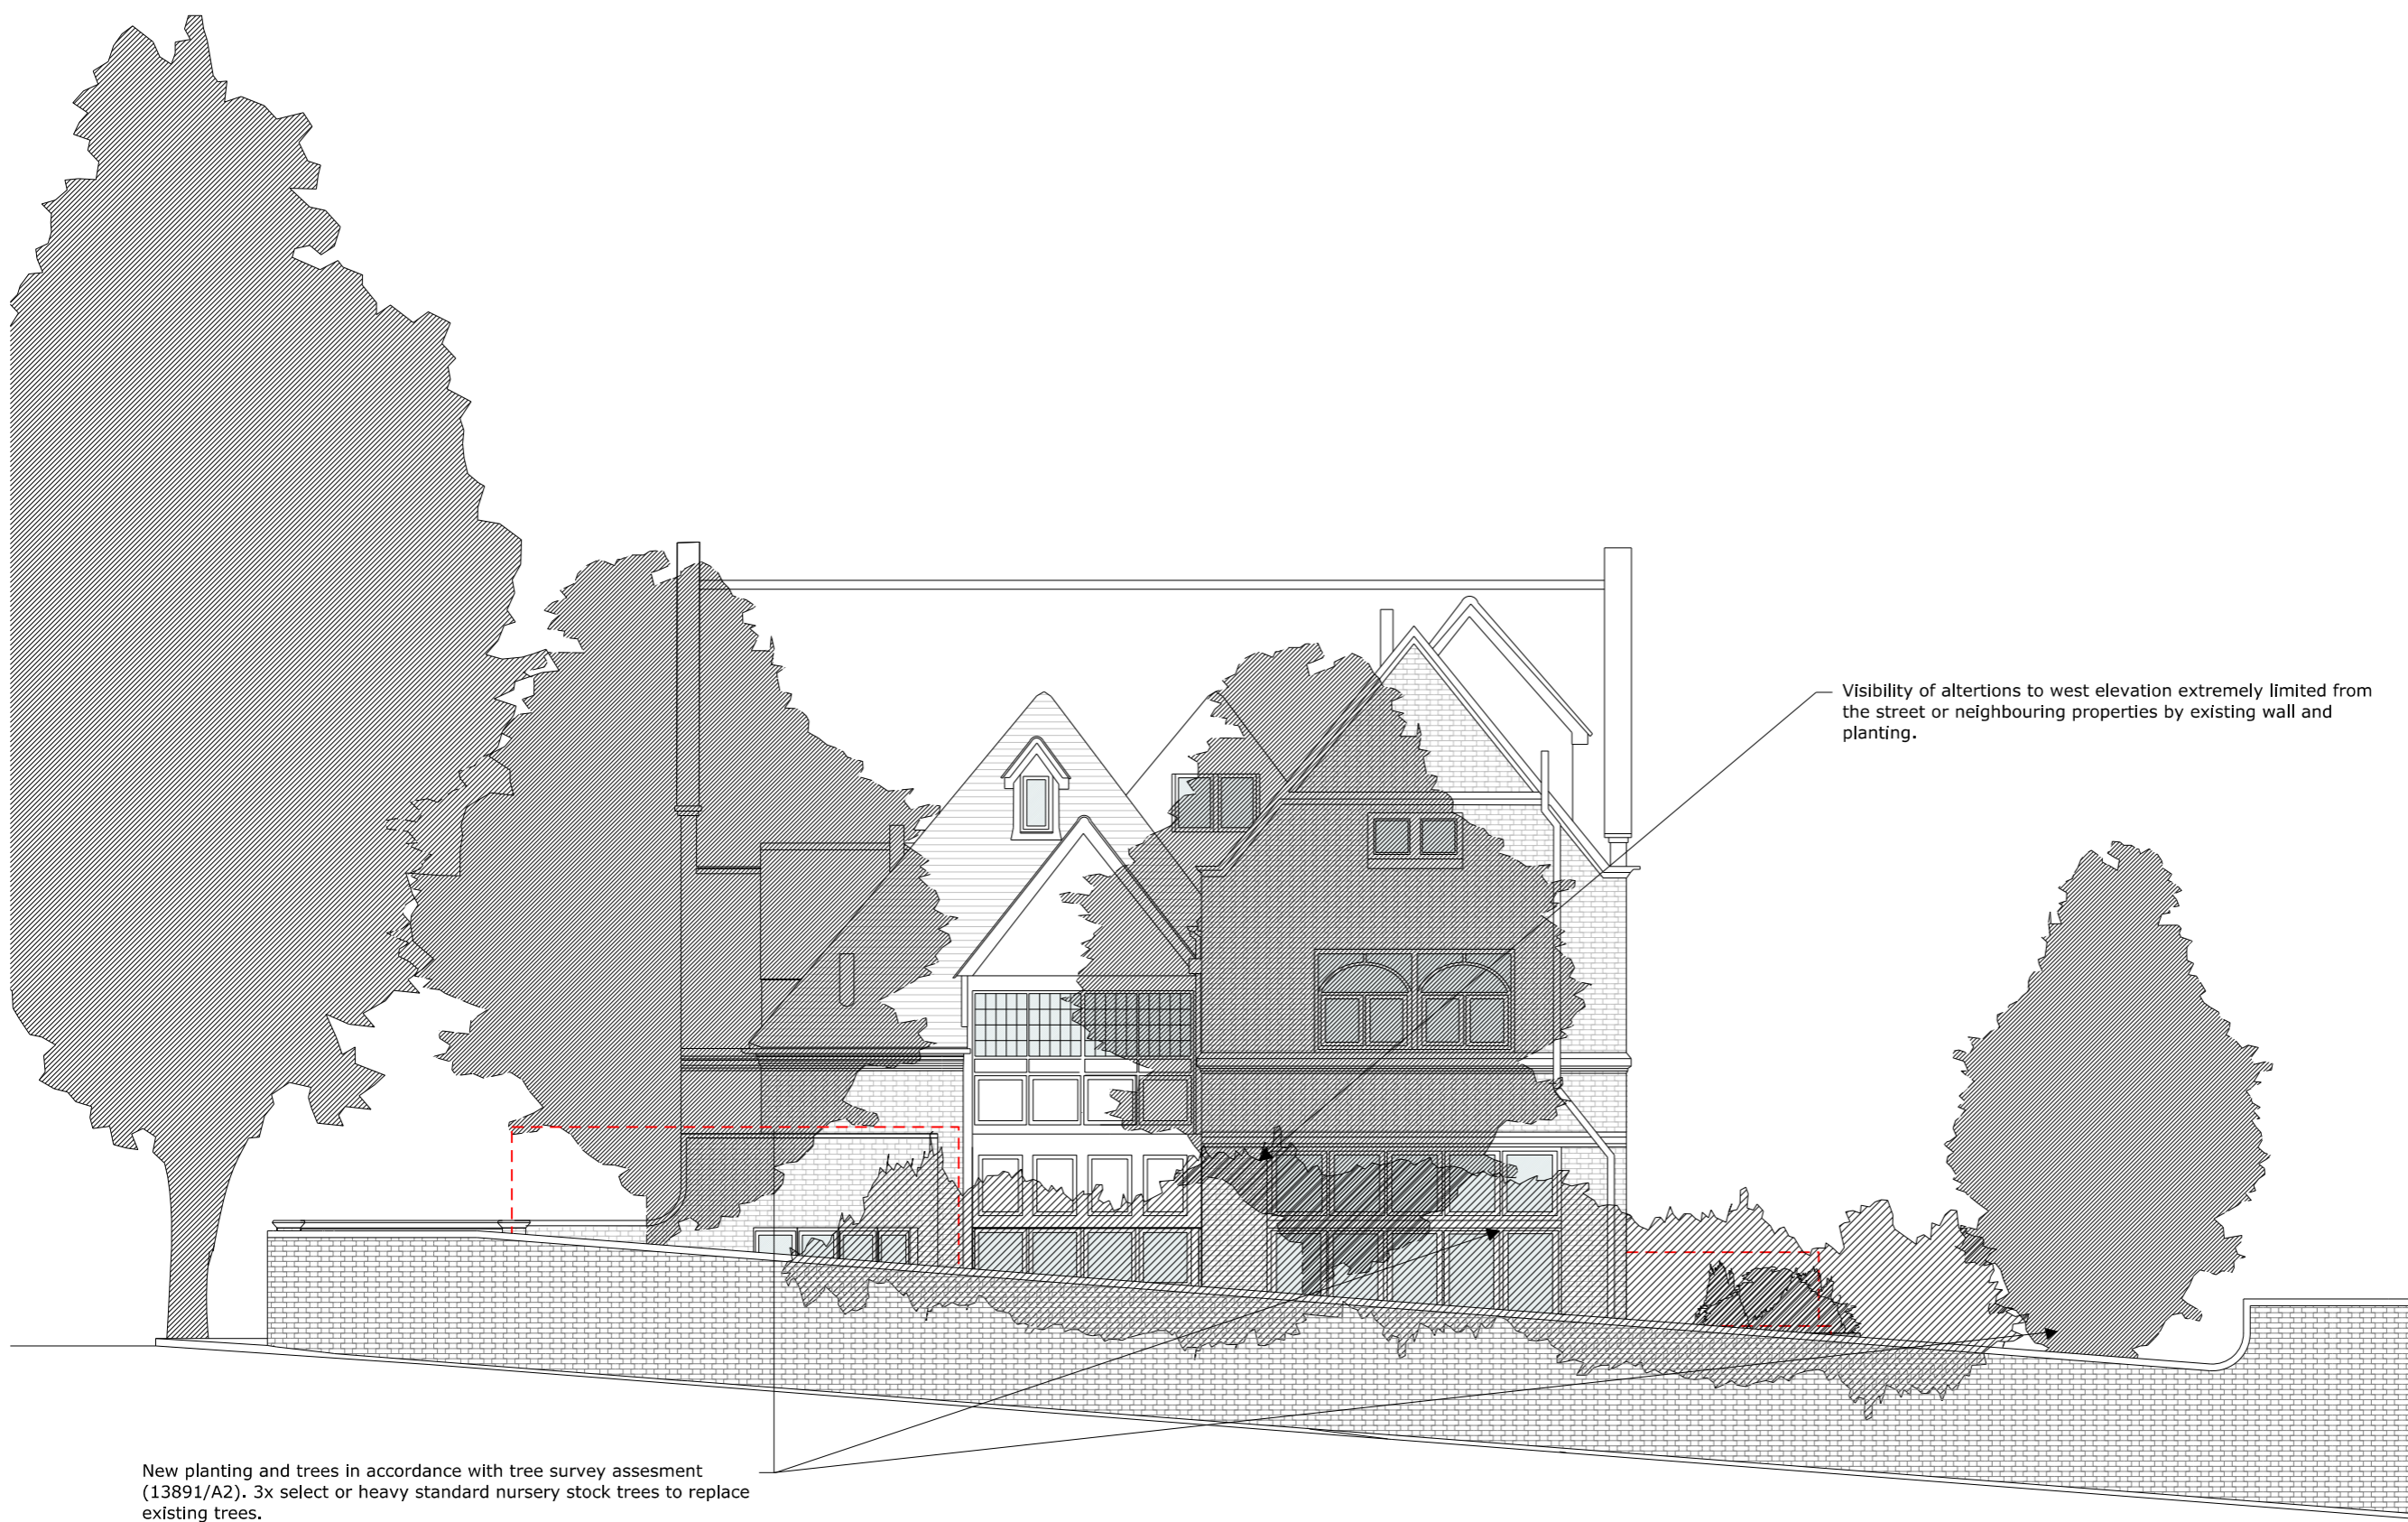 Visibility of altertions to west elevation extremely limited from
the street or neighbouring properties by existing wall and
planting.
New planting and trees in accordance with tree survey assesment
(13891/A2). 3x select or heavy standard nursery stock trees to replace
existing trees.